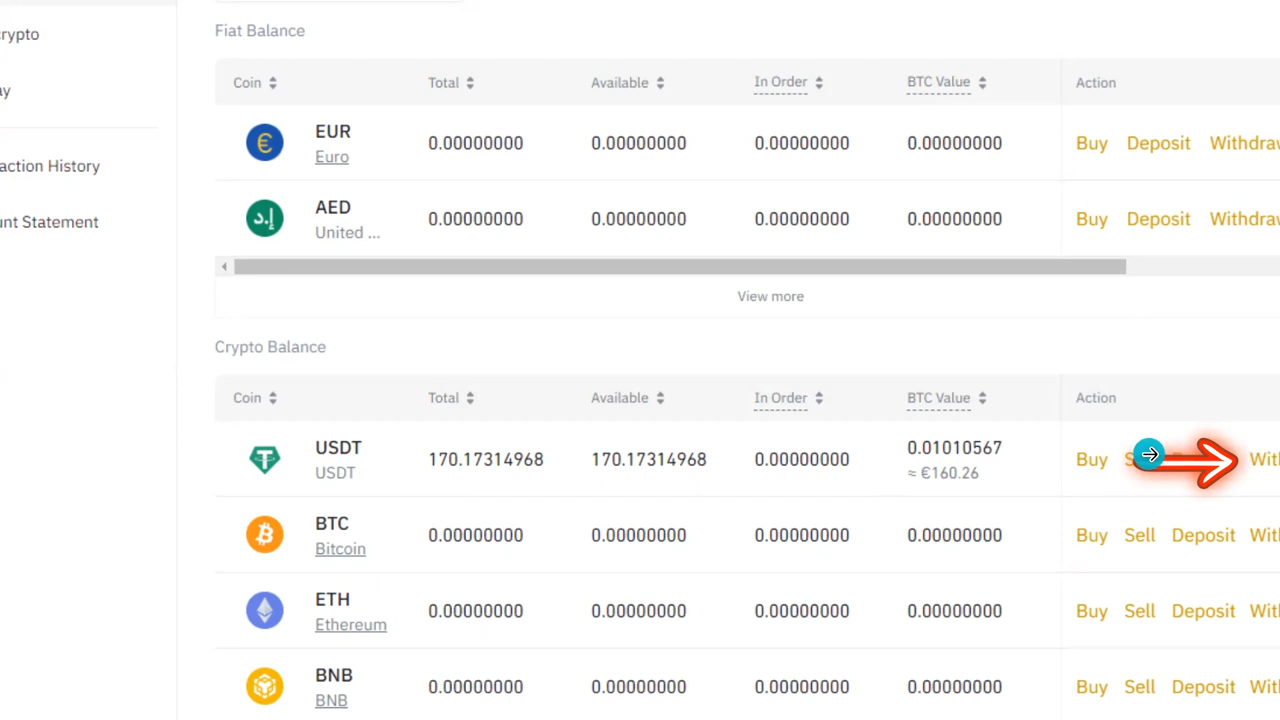 Fiat Balance
Coin Total Available In Order BTC Value Action
EUR
Euro
0.00000000 0.00000000 0.00000000 0.00000000 Buy Deposit Withdraw
AED
United ...
0.00000000 0.00000000 0.00000000 0.00000000 Buy Deposit Withdraw
View more
Crypto Balance
Coin Total Available In Order BTC Value Action
USDT
USDT
170.17314968 170.17314968 0.00000000 0.01010567 Buy With
≈ €160.26
BTC
Bitcoin
0.00000000 0.00000000 0.00000000 0.00000000 Buy Sell Deposit With
ETH
Ethereum
0.00000000 0.00000000 0.00000000 0.00000000 Buy Sell Deposit With
BNB
BNB
0.00000000 0.00000000 0.00000000 0.00000000 Buy Sell Deposit With
crypto
ay
action History
unt Statement